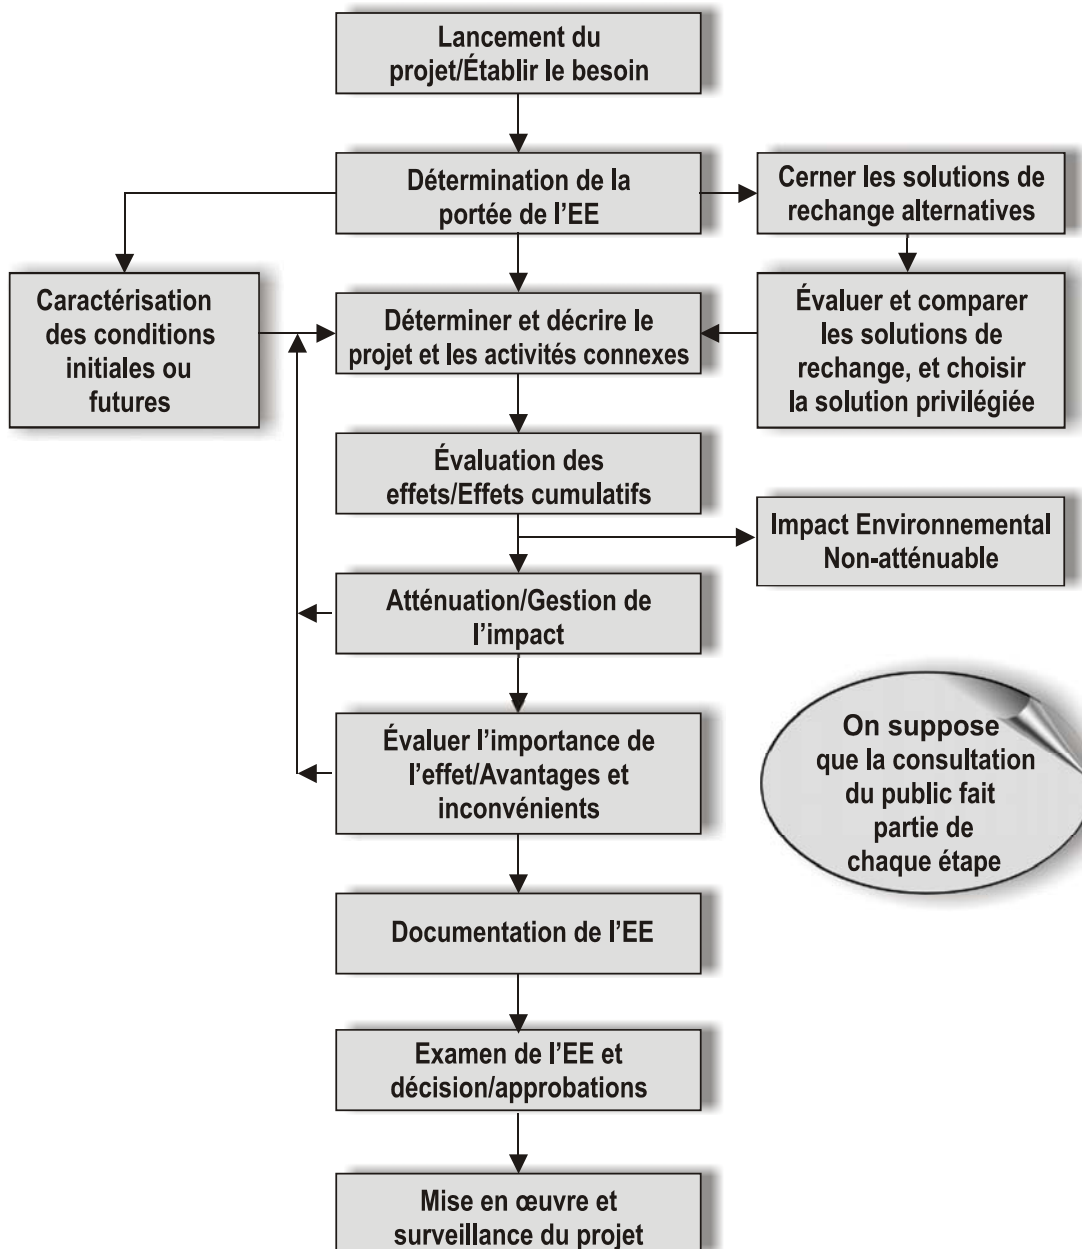 Lancement du
projet/Établir le besoin
Détermination de la
portée de l'EE
Cerner les solutions de
rechange alternatives
Caractérisation
des conditions
initiales ou
futures
Déterminer et décrire le
projet et les activités connexes
Évaluer et comparer
les solutions de
rechange, et choisir
la solution privilégiée
Évaluation des
effets/Effets cumulatifs
Impact Environnemental
Non-atténuable
Atténuation/Gestion de
l'impact
Évaluer l'importance de
l'effet/Avantages et
inconvénients
On suppose
que la consultation
du public fait
partie de
chaque étape
Documentation de l'EE
Examen de l'EE et
décision/approbations
Mise en œuvre et
surveillance du projet